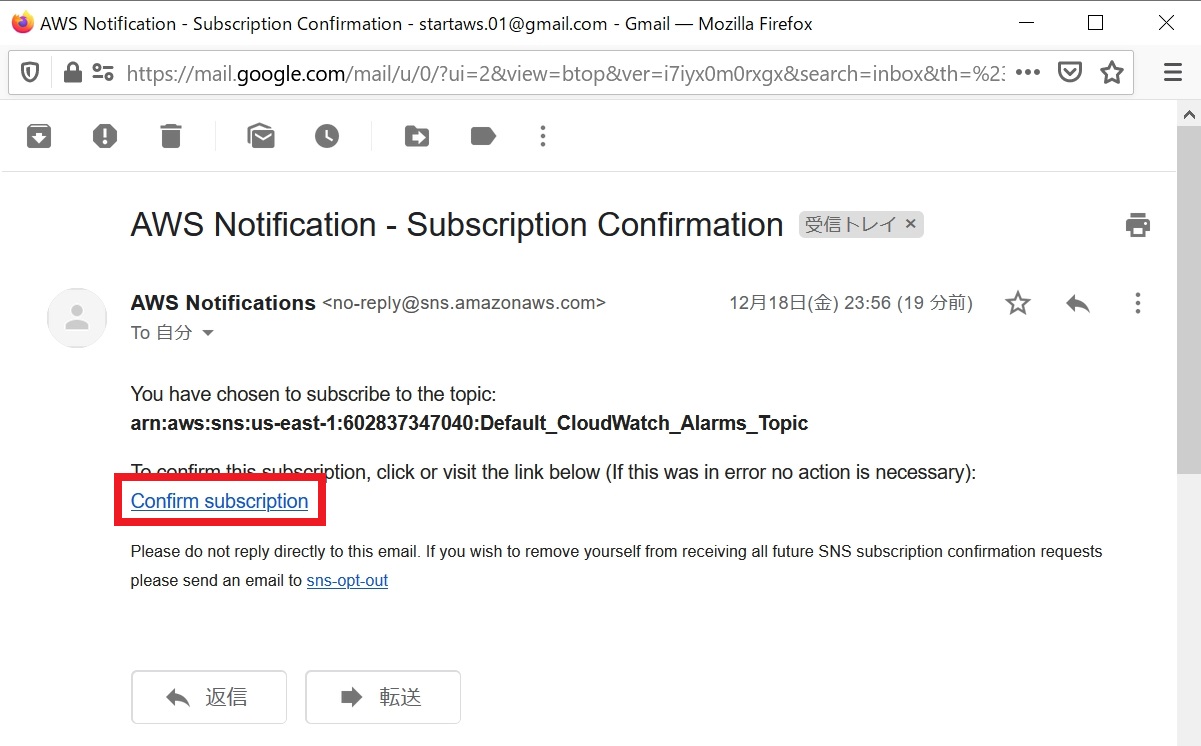 AWS Notification - Subscription Confirmation - startaws.01@gmail.com - Gmail — Mozilla Firefox
https://mail.google.com/mail/u/0/?ui=2&view=btop&ver=i7iyx0m0rxgx&search=inbox&th=%23
AWS Notification - Subscription Confirmation 受信トレイ ×
AWS Notifications <no-reply@sns.amazonaws.com> 12月18日(金) 23:56 (19 分前)
To 自分
You have chosen to subscribe to the topic:
arn:aws:sns:us-east-1:602837347040:Default_CloudWatch_Alarms_Topic
To confirm this subscription, click or visit the link below (If this was in error no action is necessary):
Confirm subscription
Please do not reply directly to this email. If you wish to remove yourself from receiving all future SNS subscription confirmation requests
please send an email to sns-opt-out
返信 転送